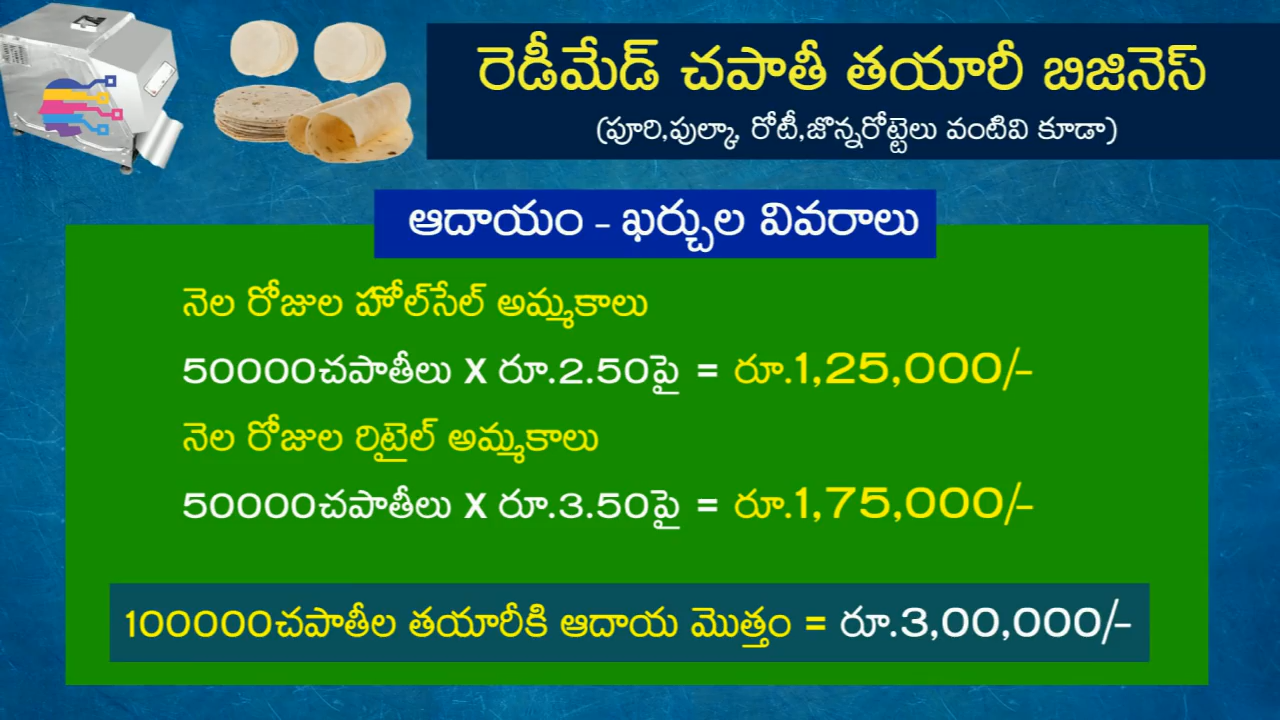 రెడీమేడ్ చపాతీ తయారీ బిజినెస్
(పూరి,పుల్కా, రోటీ,జొన్నరొట్టెలు వంటివి కూడా)
ఆదాయం - ఖర్చుల వివరాలు
నెల రోజుల హోల్‌సేల్ అమ్మకాలు
50000చపాతీలు X రూ.2.50పై = రూ.1,25,000/-
నెల రోజుల రిటైల్ అమ్మకాలు
50000చపాతీలు X రూ.3.50పై = రూ.1,75,000/-
100000చపాతీల తయారీకి ఆదాయ మొత్తం = రూ.3,00,000/-